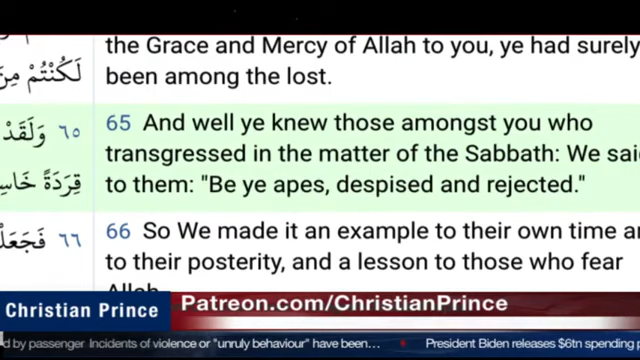 the Grace and Mercy of Allah to you, ye had surely
been among the lost.
لَكُنْتُمْ مِنَ
65 And well ye knew those amongst you who
transgressed in the matter of the Sabbath: We said
to them: "Be ye apes, despised and rejected."
٦٥ وَلَقَدْ
قِرَدَةً خَاسِ
66 So We made it an example to their own time an
to their posterity, and a lesson to those who fear
Allah
٦٦ فَجَعَلْ
Christian Prince
Patreon.com/ChristianPrince
d by passenger Incidents of violence or "unruly behaviour" have been...
President Biden releases $6tn spending p